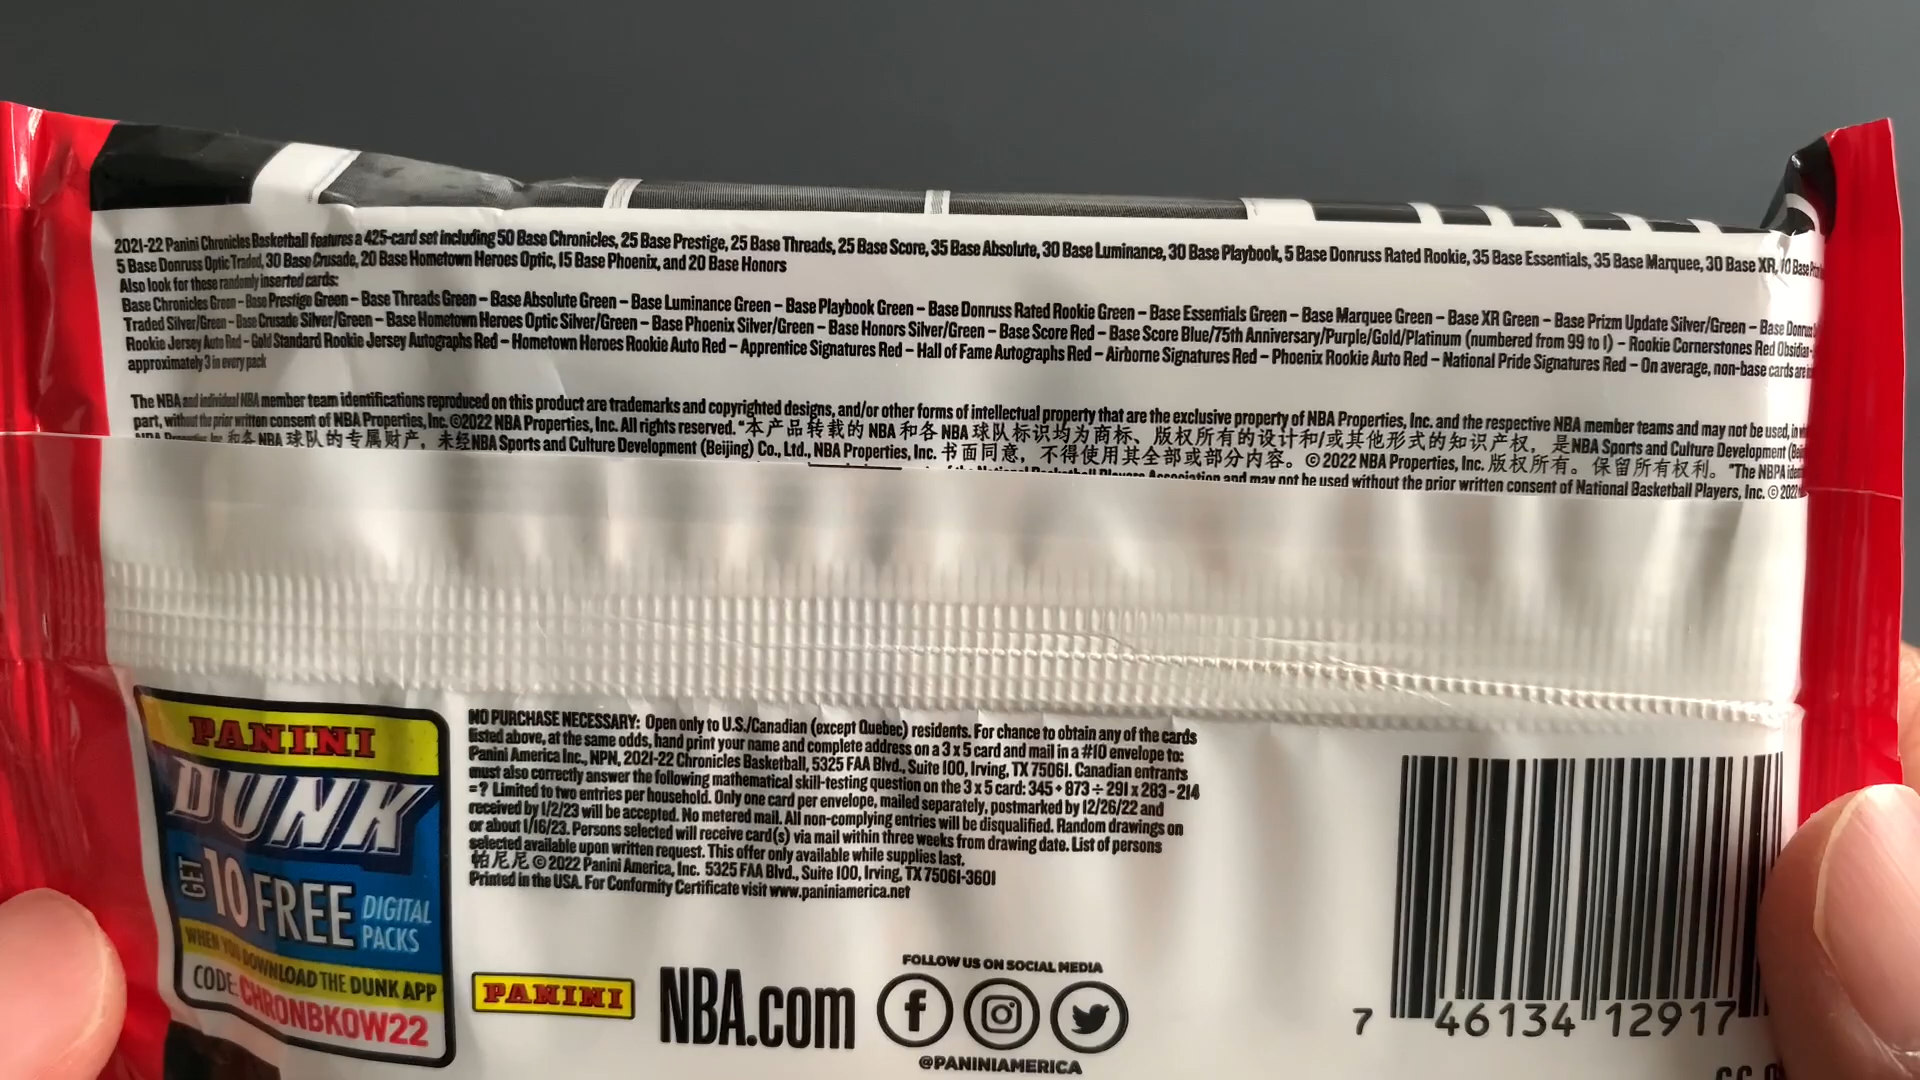 2021-22 Panini Chronicles Basketball features a 425-card set including 50 Base Chronicles, 25 Base Prestige, 25 Base Threads, 25 Base Score, 35 Base Absolute, 30 Base Luminance, 30 Base Playbook, 5 Base Donruss Rated Rookie, 35 Base Essentials, 35 Base Marquee, 30 Base XR, 10 Base
5 Base Donruss Optic Traded, 30 Base Crusade, 20 Base Hometown Heroes Optic, 15 Base Phoenix, and 20 Base Honors
Also look for these randomly inserted cards:
Base Chronicles Green – Base Prestige Green – Base Threads Green – Base Absolute Green – Base Luminance Green – Base Playbook Green – Base Donruss Rated Rookie Green – Base Essentials Green – Base Marquee Green – Base XR Green – Base Prizm Update Silver/Green – Base Donruss
Traded Silver/Green – Base Crusade Silver/Green – Base Hometown Heroes Optic Silver/Green – Base Phoenix Silver/Green – Base Honors Silver/Green – Base Score Red – Base Score Blue/75th Anniversary/Purple/Gold/Platinum (numbered from 99 to 1) – Rookie Cornerstones Red Obsidian
Rookie Jersey Auto Red – Gold Standard Rookie Jersey Autographs Red – Hometown Heroes Rookie Auto Red – Apprentice Signatures Red – Hall of Fame Autographs Red – Airborne Signatures Red – Phoenix Rookie Auto Red – National Pride Signatures Red – On average, non-base cards are
approximately 3 in every pack
The NBA and individual NBA member team identifications reproduced on this product are trademarks and copyrighted designs, and/or other forms of intellectual property that are the exclusive property of NBA Properties, Inc. and the respective NBA member teams and may not be used, in
part, without the prior written consent of NBA Properties, Inc. ©2022 NBA Properties, Inc. All rights reserved. "本产品转载的 NBA 和各 NBA 球队标识均为商标、版权所有的设计和/或其他形式的知识产权，是NBA Sports and Culture Development
NBA Properties, Inc. 和各 NBA 球队的专属财产，未经NBA Sports and Culture Development (Beijing) Co., Ltd., NBA Properties, Inc. 书面同意，不得使用其全部或部分内容。©2022 NBA Properties, Inc. 版权所有。保留所有权利。"The NBPA
of the National Basketball Players Association and may not be used without the prior written consent of National Basketball Players, Inc. © 2022
PANINI
DUNK
GET 10 FREE DIGITAL PACKS
WHEN YOU DOWNLOAD THE DUNK APP
CODE: CHRONBKOW22
NO PURCHASE NECESSARY: Open only to U.S./Canadian (except Quebec) residents. For chance to obtain any of the cards
listed above, at the same odds, hand print your name and complete address on a 3 x 5 card and mail in a #10 envelope to:
Panini America Inc., NPN, 2021-22 Chronicles Basketball, 5325 FAA Blvd., Suite 100, Irving, TX 75061. Canadian entrants
must also correctly answer the following mathematical skill-testing question on the 3 x 5 card: 345 + 873 ÷ 291 x 283 - 214
= ? Limited to two entries per household. Only one card per envelope, mailed separately, postmarked by 12/26/22 and
received by 1/2/23 will be accepted. No metered mail. All non-complying entries will be disqualified. Random drawings on
or about 1/16/23. Persons selected will receive card(s) via mail within three weeks from drawing date. List of persons
selected available upon written request. This offer only available while supplies last.
帕尼尼 © 2022 Panini America, Inc. 5325 FAA Blvd., Suite 100, Irving, TX 75061-3601
Printed in the USA. For Conformity Certificate visit www.paniniamerica.net
PANINI
NBA.com
FOLLOW US ON SOCIAL MEDIA
@PANINIAMERICA
7 46134 12917